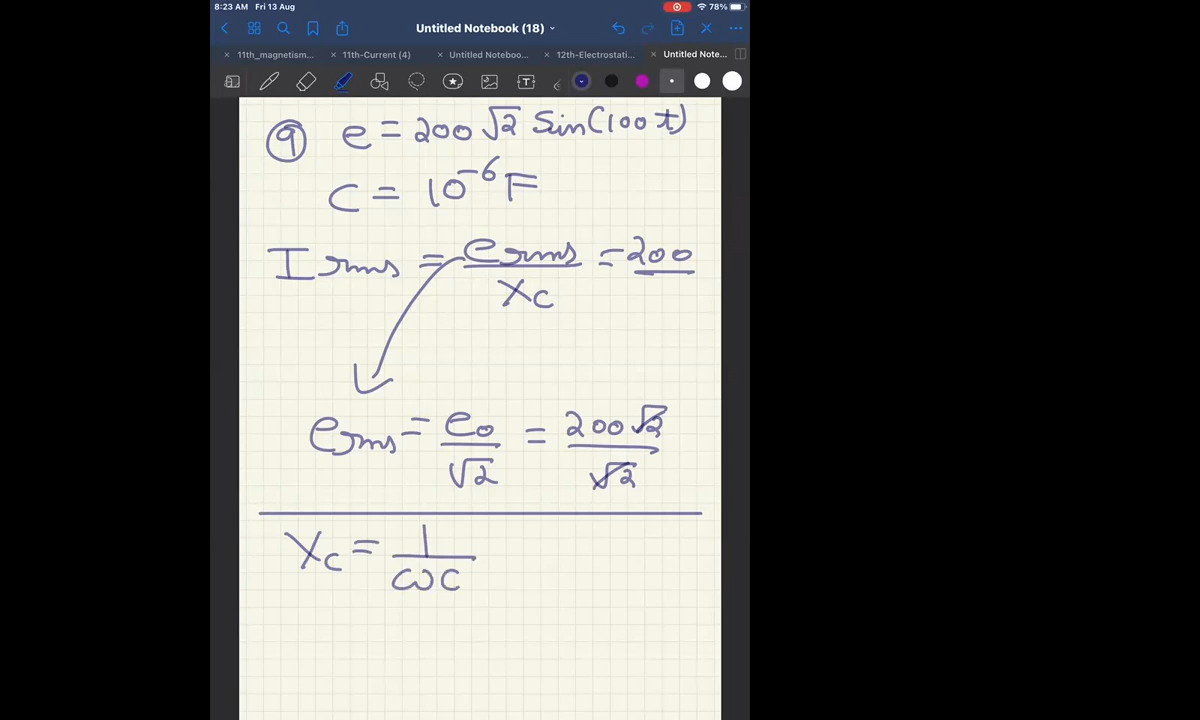 8:23 AM Fri 13 Aug 78%
Untitled Notebook (18)
11th_magnetism... 11th-Current (4) Untitled Noteboo... 12th-Electrostati... Untitled Note...
9 e = 200√2 Sin(100t)
C = 10⁻⁶ F
Irms = erms/Xc = 200
erms = e₀/√2 = 200√2/√2
Xc = 1/ωC